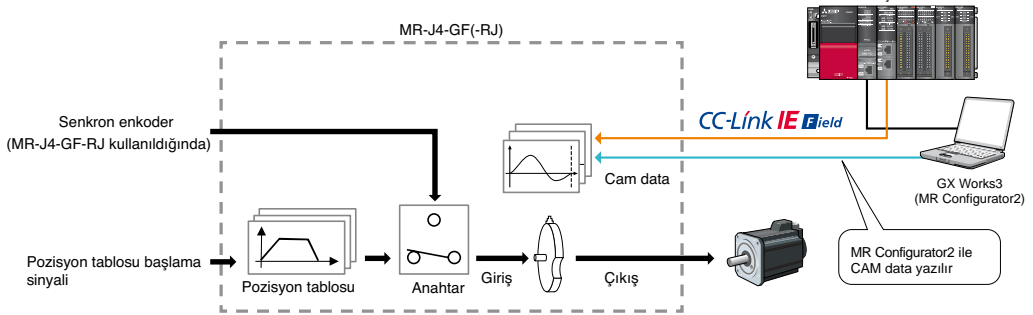 MR-J4-GF(-RJ)
Senkron enkoder
(MR-J4-GF-RJ kullanıldığında)
CC-Línk IE Field
Cam data
GX Works3
(MR Configurator2)
MR Configurator2 ile
CAM data yazılır
Pozisyon tablosu başlama
sinyali
Pozisyon tablosu
Anahtar
Giriş
Çıkış